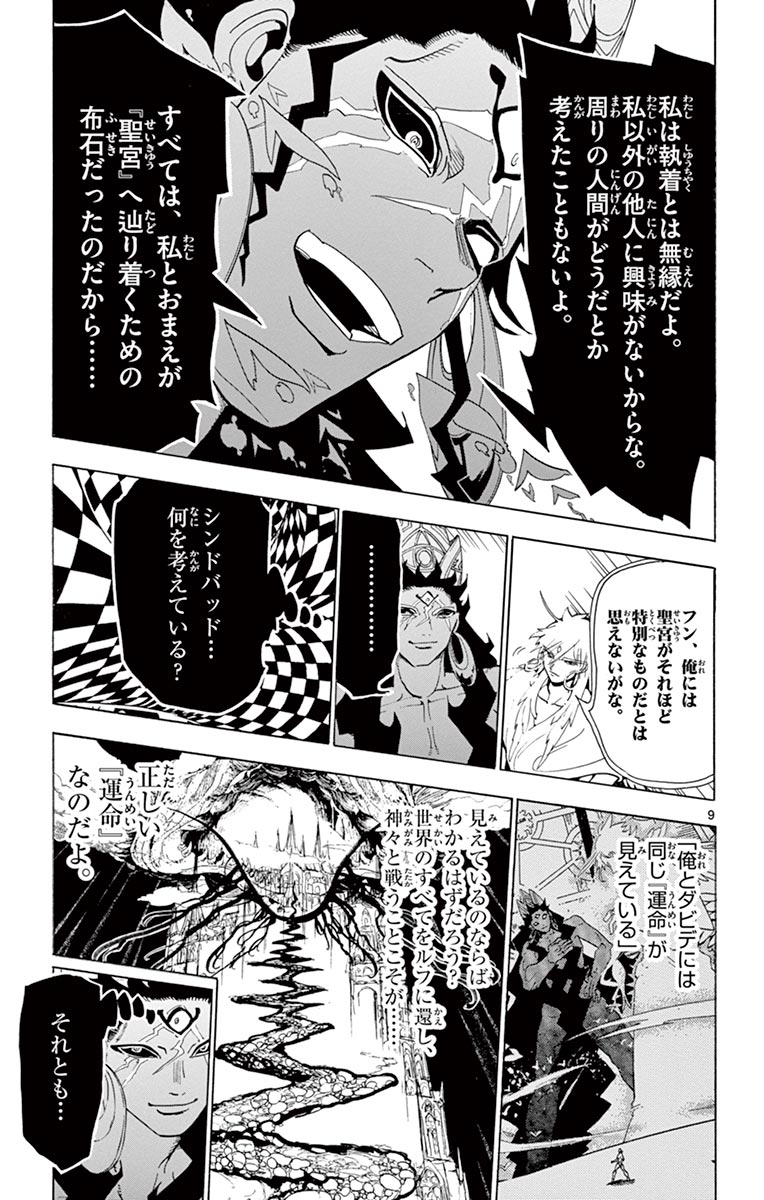 私は執着とは無縁だよ。
私以外の他人に興味がないからな。
周りの人間がどうだとか
考えたこともないよ。
すべては、私とおまえが
『聖宮』へ辿り着くための
布石だったのだから……
フン、俺には
聖宮がそれほど
特別なものだとは
思えないがな。
…………
シンドバッド…
何を考えている?
9
「俺とダビデには
同じ『運命』が
見えている」
見えているのならば
わかるはずだろう?
世界のすべてをルフに還し、
神々と戦うことこそが……
正しい
『運命』
なのだよ。
それとも…